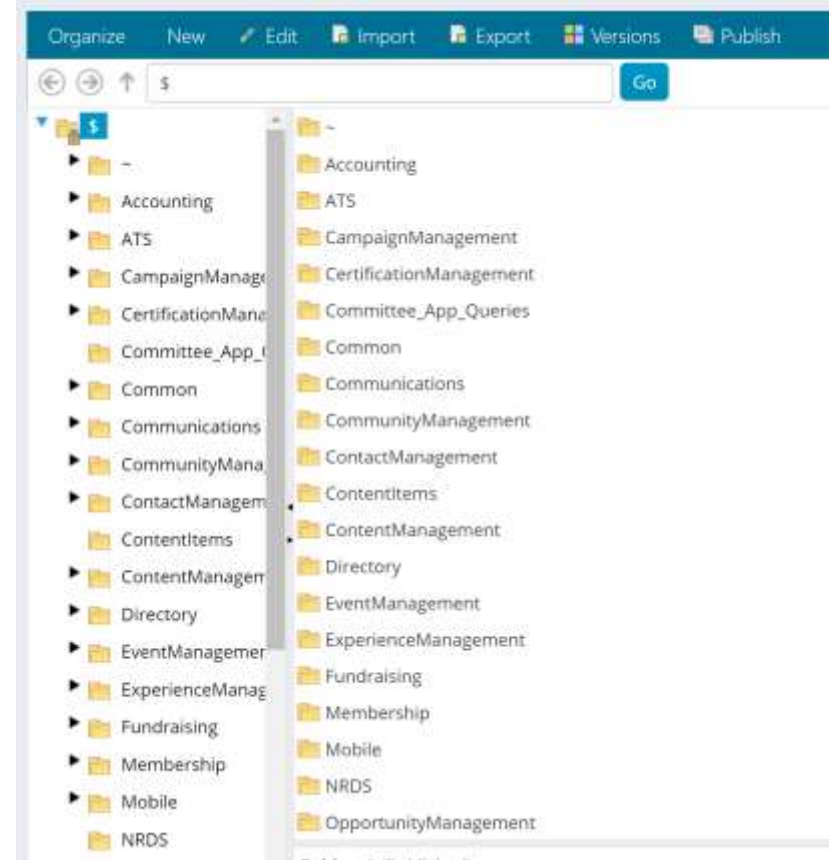 Organize New Edit Import Export Versions Publish
$ Go
$
~
Accounting
ATS
CampaignManage
CertificationMana
Committee_App_
Common
Communications
CommunityMana
ContactManagem
ContentItems
ContentManagem
Directory
EventManagemen
ExperienceManag
Fundraising
Membership
Mobile
NRDS
~
Accounting
ATS
CampaignManagement
CertificationManagement
Committee_App_Queries
Common
Communications
CommunityManagement
ContactManagement
ContentItems
ContentManagement
Directory
EventManagement
ExperienceManagement
Fundraising
Membership
Mobile
NRDS
OpportunityManagement